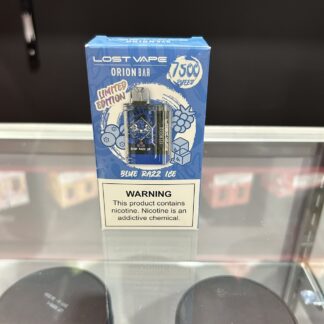 LOST VAPE
ORION BAR
7500
PUFFS
LIMITED
EDITION
BLUE RAZZ ICE
WARNING
This product contains
nicotine. Nicotine is an
addictive chemical.